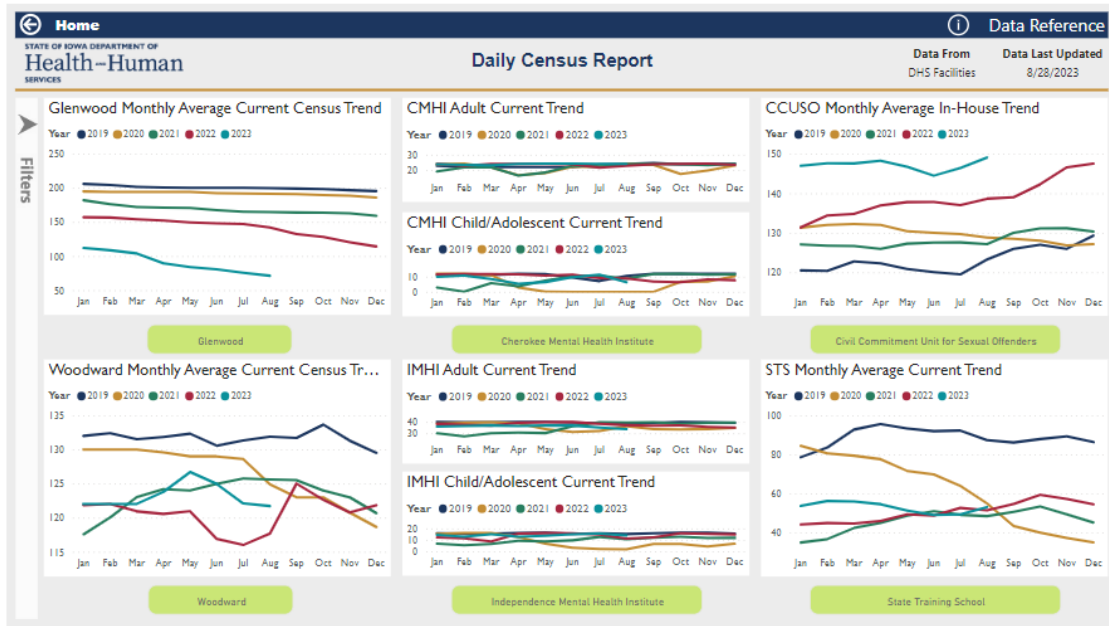 Home
Data Reference
STATE OF IOWA DEPARTMENT OF
Health-Human
SERVICES
Daily Census Report
Data From
DHS Facilities
Data Last Updated
8/28/2023
Filters
Glenwood Monthly Average Current Census Trend
Year 2019 2020 2021 2022 2023
250
200
150
100
50
Jan Feb Mar Apr May Jun Jul Aug Sep Oct Nov Dec
Glenwood
CMHI Adult Current Trend
Year 2019 2020 2021 2022 2023
30
20
Jan Feb Mar Apr May Jun Jul Aug Sep Oct Nov Dec
CMHI Child/Adolescent Current Trend
Year 2019 2020 2021 2022 2023
10
0
Jan Feb Mar Apr May Jun Jul Aug Sep Oct Nov Dec
Cherokee Mental Health Institute
CCUSO Monthly Average In-House Trend
Year 2019 2020 2021 2022 2023
150
140
130
120
Jan Feb Mar Apr May Jun Jul Aug Sep Oct Nov Dec
Civil Commitment Unit for Sexual Offenders
Woodward Monthly Average Current Census Tr...
Year 2019 2020 2021 2022 2023
135
130
125
120
115
Jan Feb Mar Apr May Jun Jul Aug Sep Oct Nov Dec
Woodward
IMHI Adult Current Trend
Year 2019 2020 2021 2022 2023
40
30
Jan Feb Mar Apr May Jun Jul Aug Sep Oct Nov Dec
IMHI Child/Adolescent Current Trend
Year 2019 2020 2021 2022 2023
20
10
0
Jan Feb Mar Apr May Jun Jul Aug Sep Oct Nov Dec
Independence Mental Health Institute
STS Monthly Average Current Trend
Year 2019 2020 2021 2022 2023
100
80
60
40
Jan Feb Mar Apr May Jun Jul Aug Sep Oct Nov Dec
State Training School